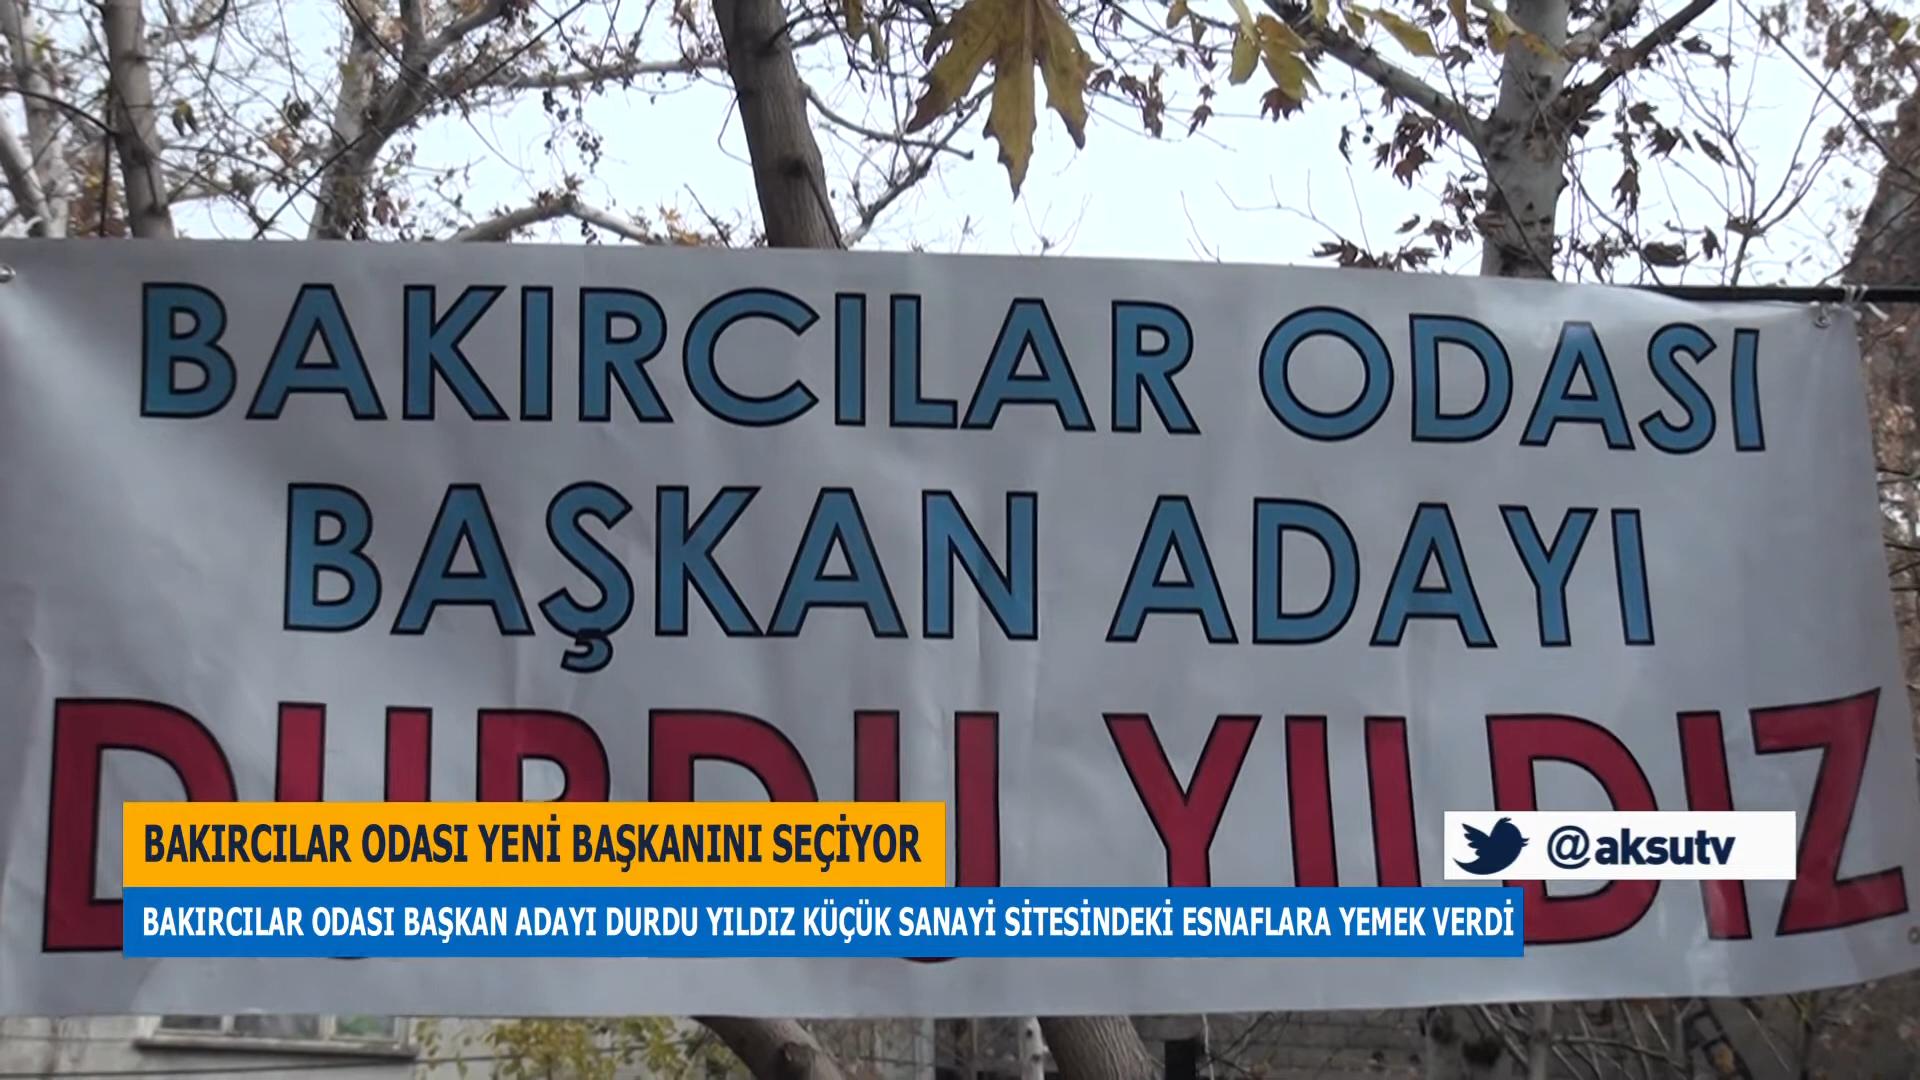 BAKIRCILAR ODASI
BAŞKAN ADAYI
DURDU YILDIZ
BAKIRCILAR ODASI YENİ BAŞKANINI SEÇİYOR
@aksutv
BAKIRCILAR ODASI BAŞKAN ADAYI DURDU YILDIZ KÜÇÜK SANAYİ SİTESİNDEKİ ESNAFLARA YEMEK VERDİ